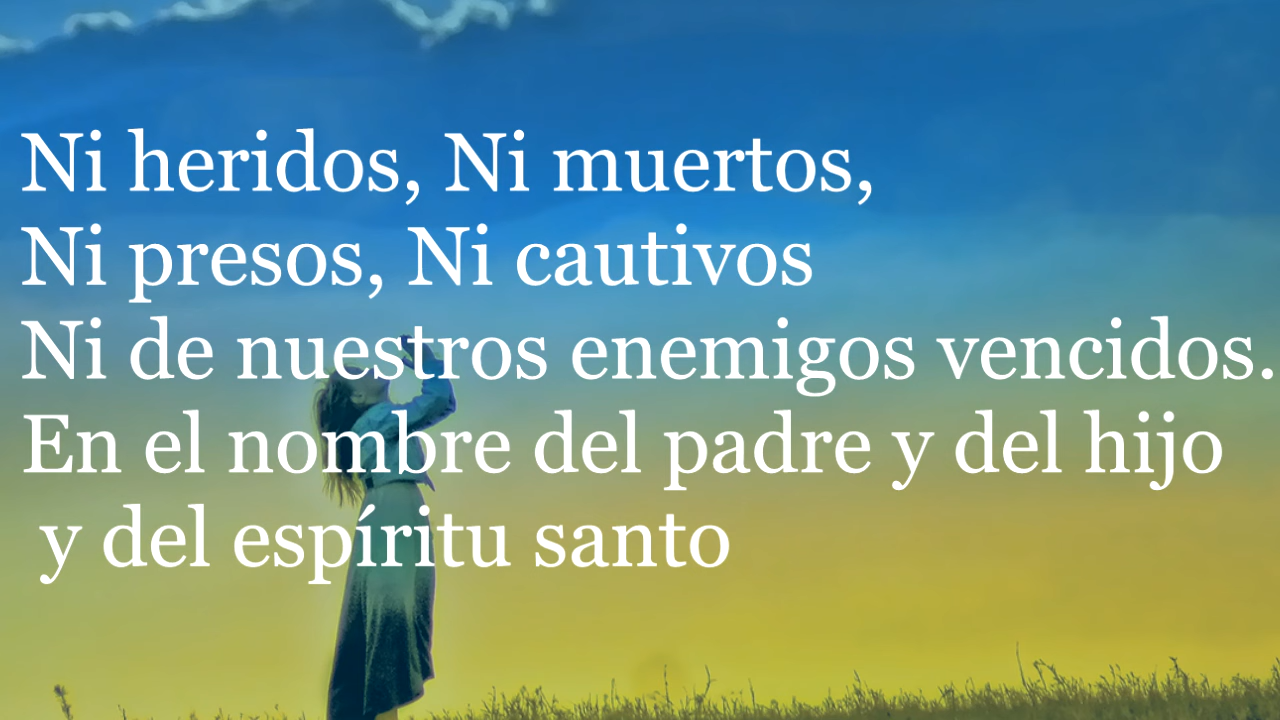 Ni heridos, Ni muertos,
Ni presos, Ni cautivos
Ni de nuestros enemigos vencidos.
En el nombre del padre y del hijo
y del espíritu santo